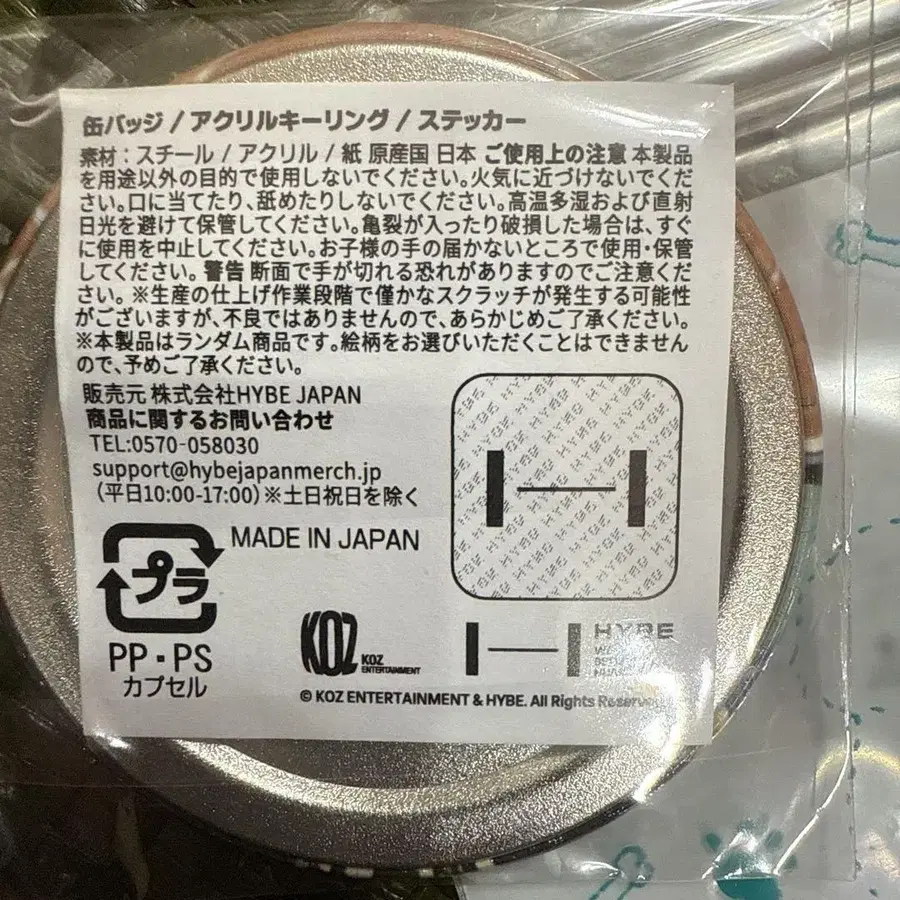 缶バッジ / アクリルキーリング / ステッカー
素材：スチール / アクリル / 紙 原産国 日本 ご使用上の注意 本製品
を用途以外の目的で使用しないでください。火気に近づけないでくだ
さい。口に当てたり、舐めたりしないでください。高温多湿および直射
日光を避けて保管してください。亀裂が入ったり破損した場合は、すぐ
に使用を中止してください。お子様の手の届かないところで使用・保管
してください。警告 断面で手が切れる恐れがありますのでご注意くだ
さい。※生産の仕上げ作業段階で僅かなスクラッチが発生する可能性
がございますが、不良ではありませんので、あらかじめご了承ください。
※本製品はランダム商品です。絵柄をお選びいただくことはできません
ので、予めご了承ください。
販売元 株式会社HYBE JAPAN
商品に関するお問い合わせ
TEL:0570-058030
support@hybejapanmerch.jp
（平日10:00-17:00）※土日祝日を除く
プラ
MADE IN JAPAN
PP・PS
カプセル
KOZ
KOZ
ENTERTAINMENT
HYBE
© KOZ ENTERTAINMENT & HYBE. All Rights Reserved